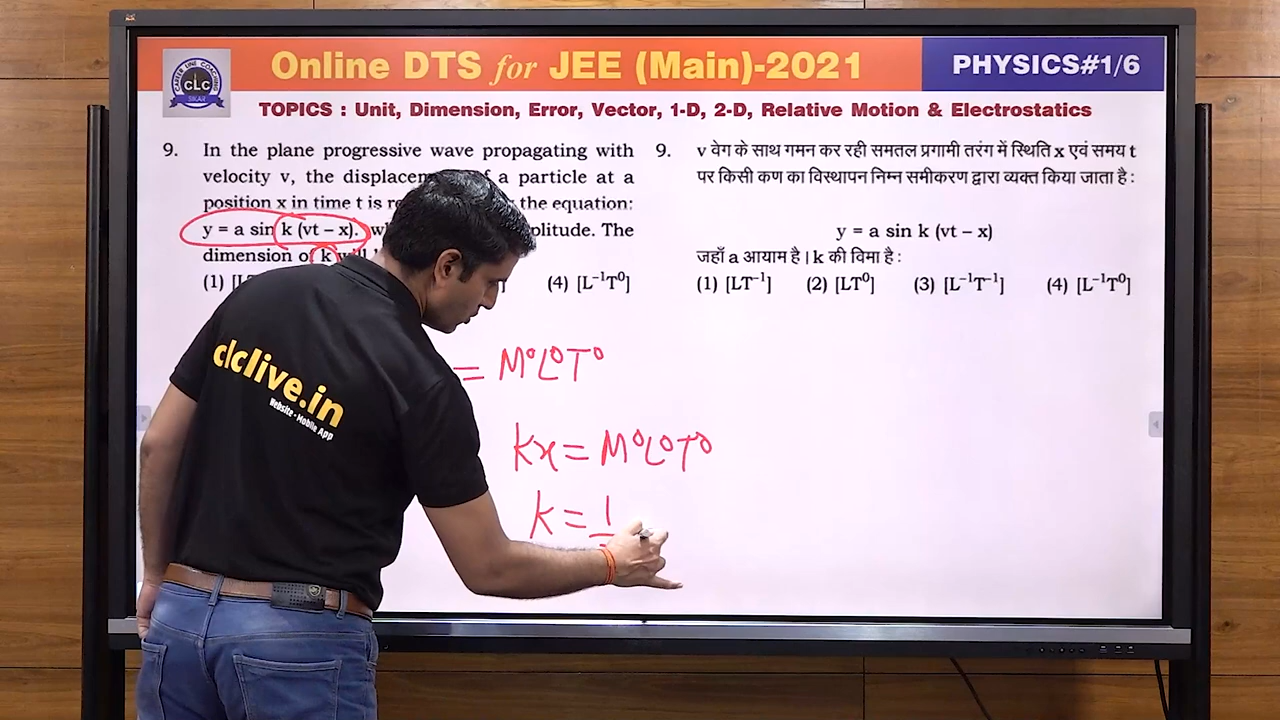 Online DTS for JEE (Main)-2021
PHYSICS#1/6
CAREER LINE COACHING
CLC
SIKAR
TOPICS : Unit, Dimension, Error, Vector, 1-D, 2-D, Relative Motion & Electrostatics
9. In the plane progressive wave propagating with
velocity v, the of a particle at a
position x in time t is the equation:
y = a sin k (vt – x). The
dimension of k
(1) (4) [L⁻¹T⁰]
9. v वेग के साथ गमन कर रही समतल प्रगामी तरंग में स्थिति x एवं समय t
पर किसी कण का विस्थापन निम्न समीकरण द्वारा व्यक्त किया जाता है :
y = a sin k (vt – x)
जहाँ a आयाम है। k की विमा है :
(1) [LT⁻¹] (2) [LT⁰] (3) [L⁻¹T⁻¹] (4) [L⁻¹T⁰]
= M⁰L⁰T⁰
kx = M⁰L⁰T⁰
k = 1
clclive.in
Website - Mobile App